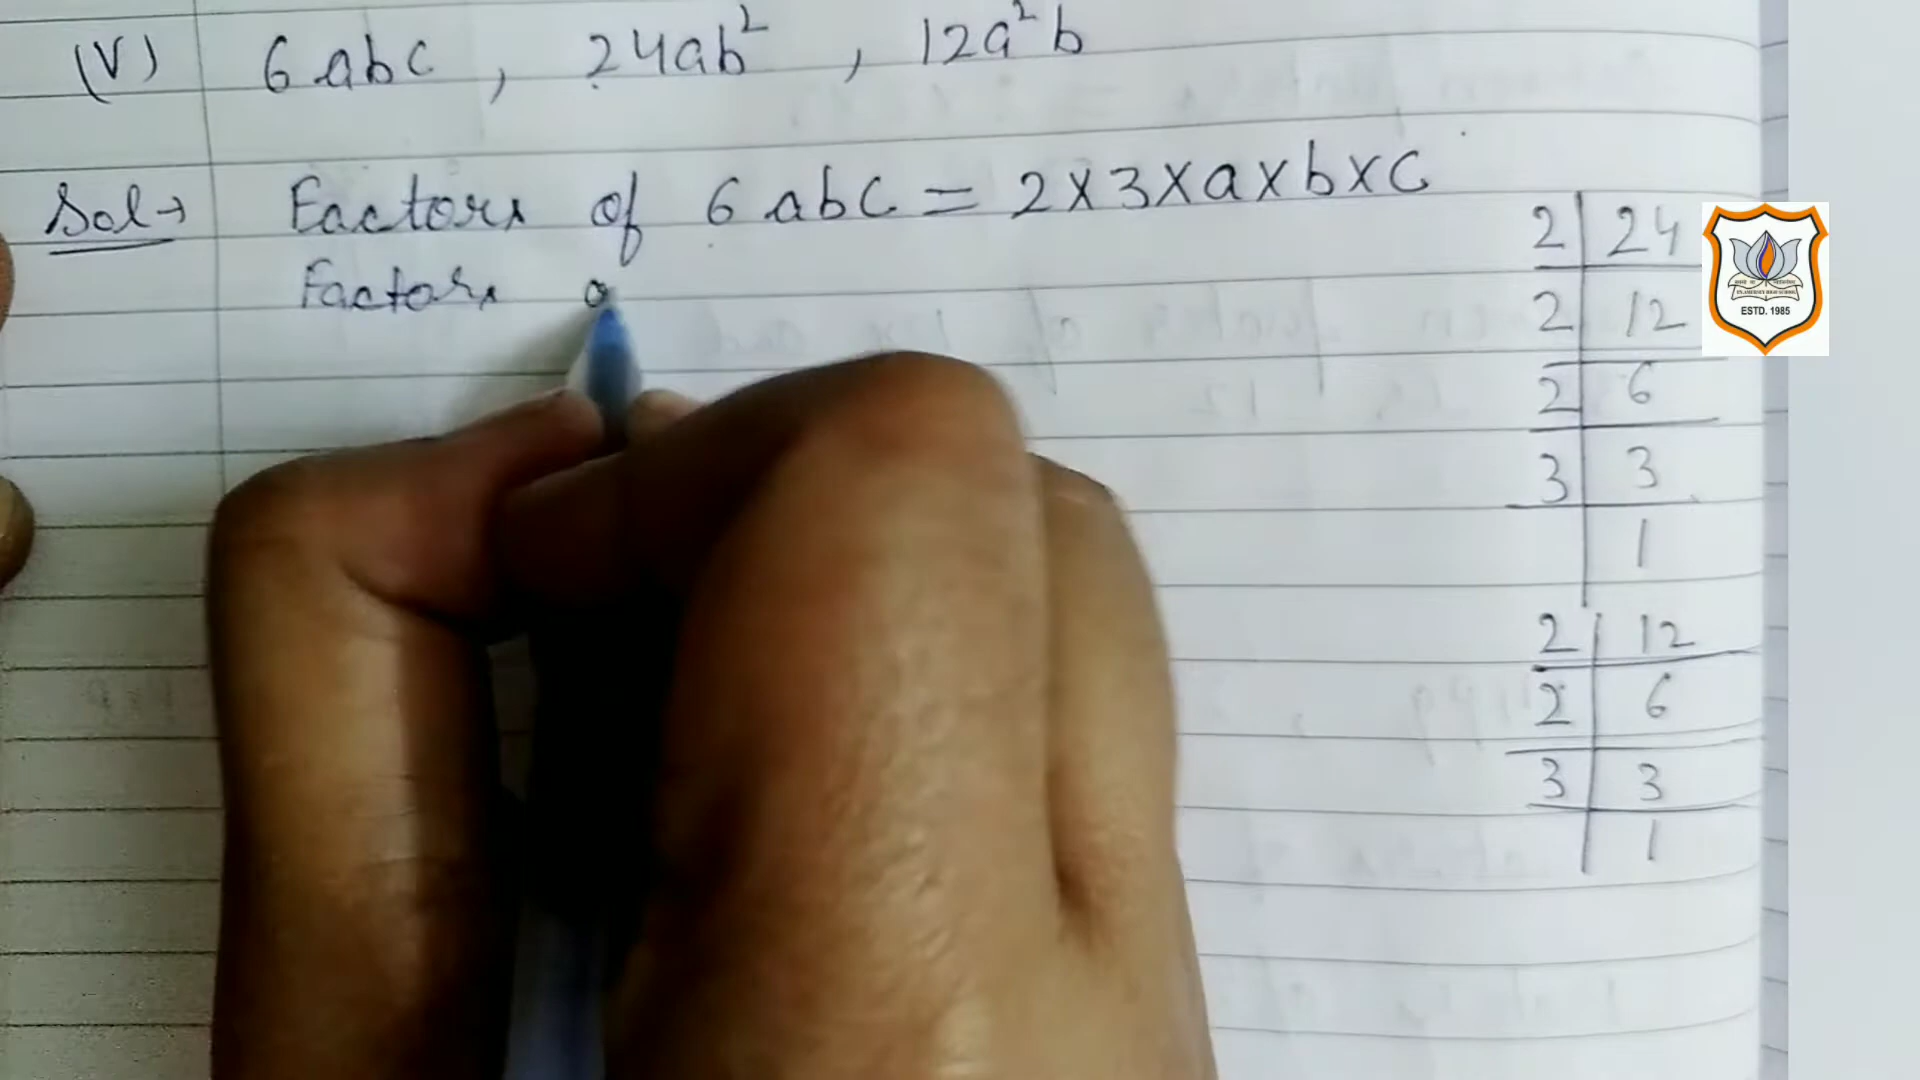 (V) 6abc , 24ab² , 12a²b
Sol→ Factors of 6abc = 2×3×a×b×c
Factors o
2 | 24
2 | 12
2 | 6
3 | 3
1
2 | 12
2 | 6
3 | 3
1
ESTD. 1985